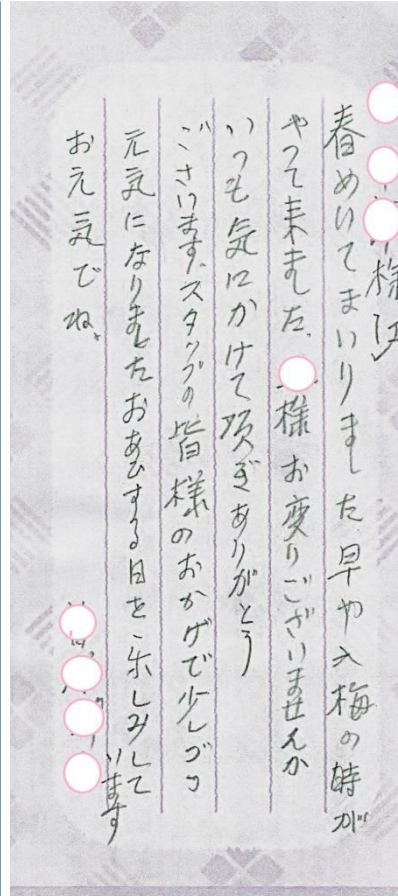 様江
春めいてまいりました早や入梅の時が
やって来ました、様お変りございませんか
いつも気にかけて頂ぎありがとう
ございます、スタッフの皆様のおかげで少しづつ
元気になりましたおあひする日を楽しみして
います
お元気でね、